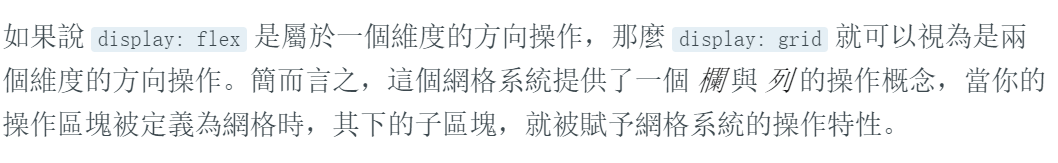 如果說 display: flex 是屬於一個維度的方向操作，那麼 display: grid 就可以視為是兩
個維度的方向操作。簡而言之，這個網格系統提供了一個 欄 與 列 的操作概念，當你的
操作區塊被定義為網格時，其下的子區塊，就被賦予網格系統的操作特性。